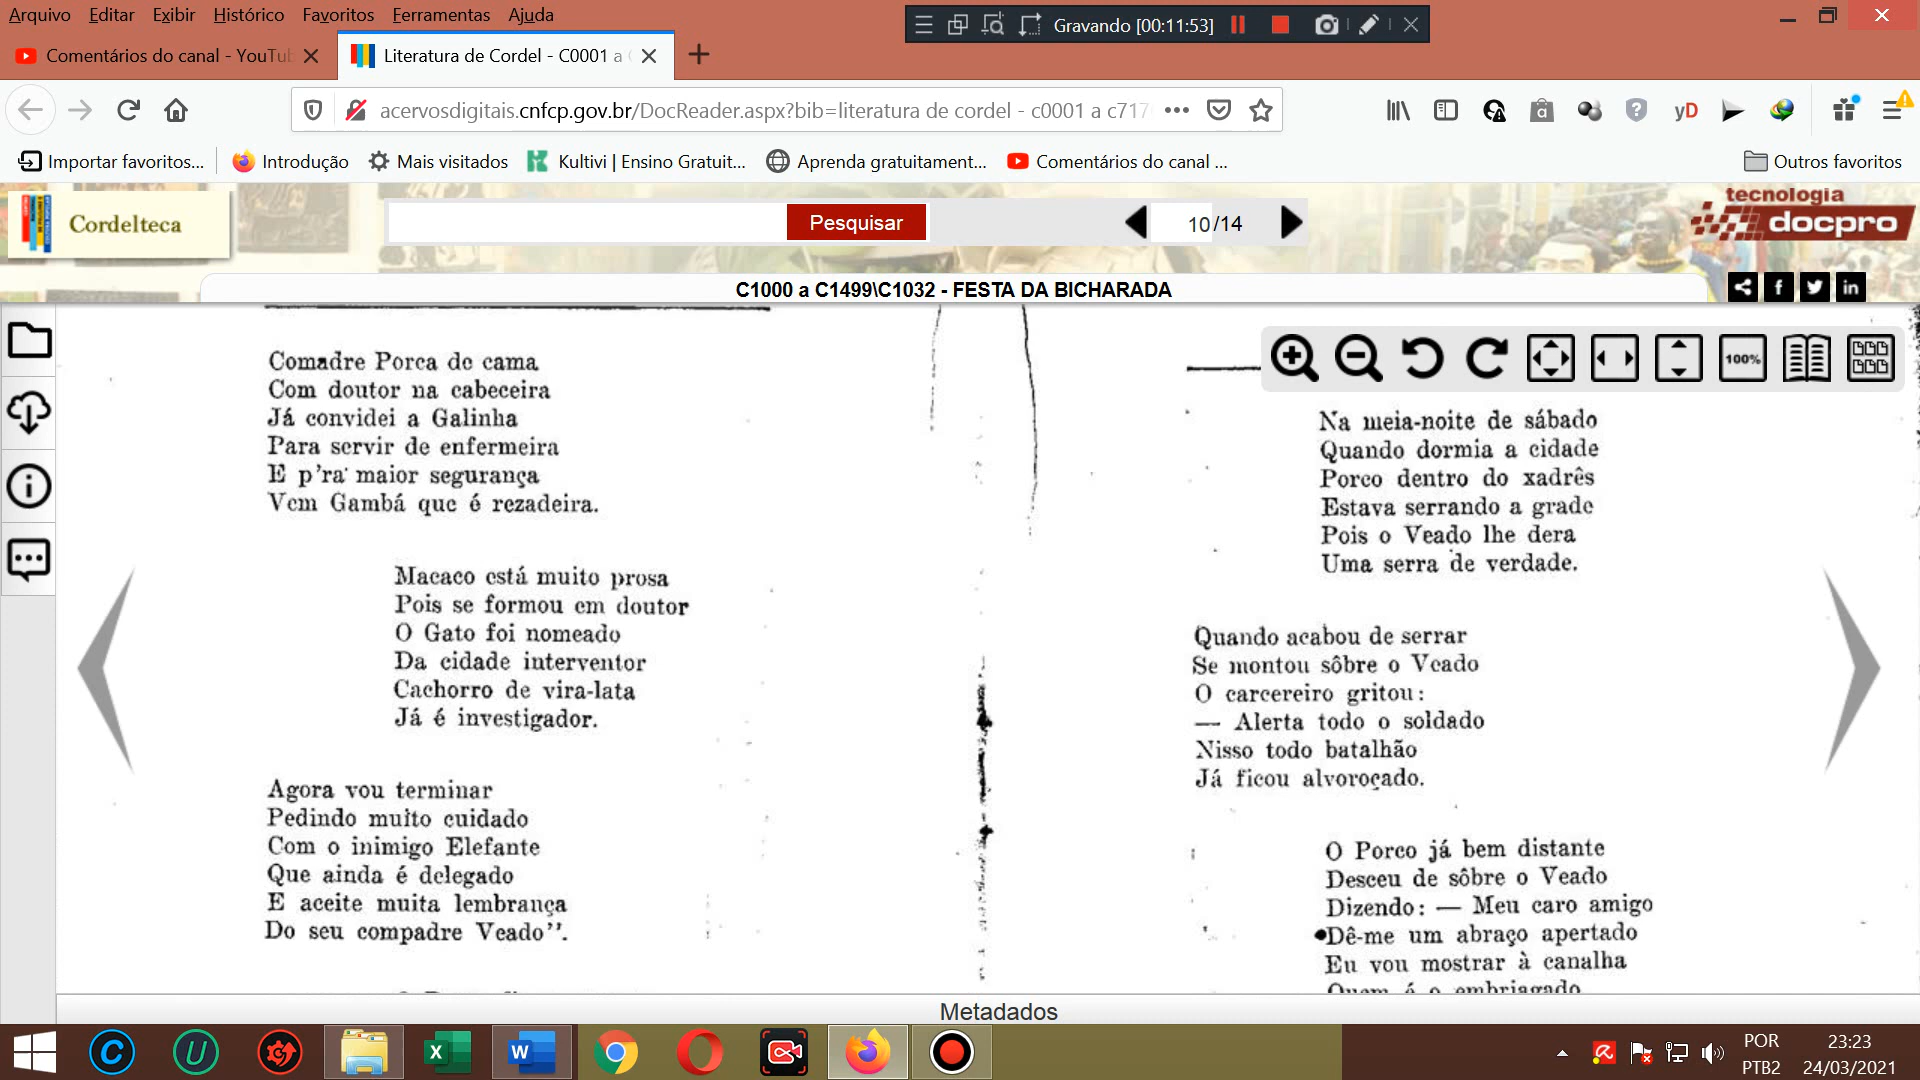 Arquivo Editar Exibir Histórico Favoritos Ferramentas Ajuda
Gravando [00:11:53]
Comentários do canal - YouTub
Literatura de Cordel - C0001 a C
acervosdigitais.cnfcp.gov.br/DocReader.aspx?bib=literatura de cordel - c0001 a c717
Importar favoritos...
Introdução
Mais visitados
Kultivi | Ensino Gratuit...
Aprenda gratuitament...
Comentários do canal ...
Outros favoritos
Cordelteca
Pesquisar
10/14
tecnologia
docpro
C1000 a C1499\C1032 - FESTA DA BICHARADA
100%
Comadre Porca de cama
Com doutor na cabeceira
Já convidei a Galinha
Para servir de enfermeira
E p'ra maior segurança
Vem Gambá que é rezadeira.
Macaco está muito prosa
Pois se formou em doutor
O Gato foi nomeado
Da cidade interventor
Cachorro de vira-lata
Já é investigador.
Agora vou terminar
Pedindo muito cuidado
Com o inimigo Elefante
Que ainda é delegado
E aceite muita lembrança
Do seu compadre Veado".
Na meia-noite de sábado
Quando dormia a cidade
Porco dentro do xadrês
Estava serrando a grade
Pois o Veado lhe dera
Uma serra de verdade.
Quando acabou de serrar
Se montou sôbre o Veado
O carcereiro gritou:
— Alerta todo o soldado
Nisso todo batalhão
Já ficou alvoroçado.
O Porco já bem distante
Desceu de sôbre o Veado
Dizendo: — Meu caro amigo
Dê-me um abraço apertado
Eu vou mostrar à canalha
Quem é o embriagado
Metadados
POR
PTB2
23:23
24/03/2021